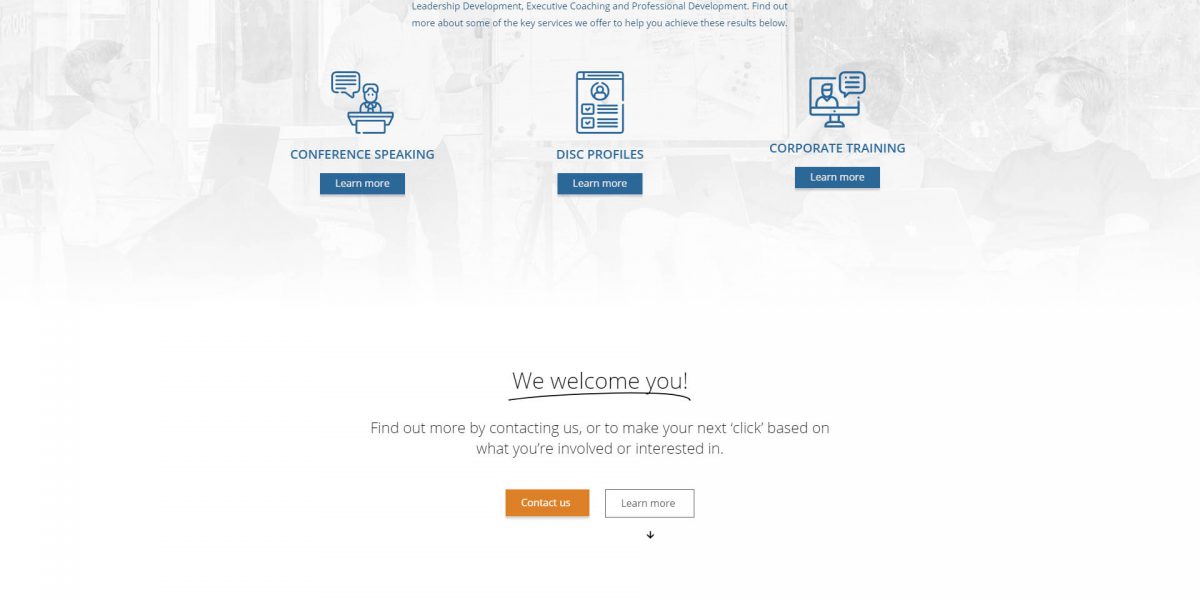 Leadership Development, Executive Coaching and Professional Development. Find out
more about some of the key services we offer to help you achieve these results below.
CONFERENCE SPEAKING
DISC PROFILES
CORPORATE TRAINING
Learn more
Learn more
Learn more
We welcome you!
Find out more by contacting us, or to make your next ‘click’ based on
what you’re involved or interested in.
Contact us
Learn more